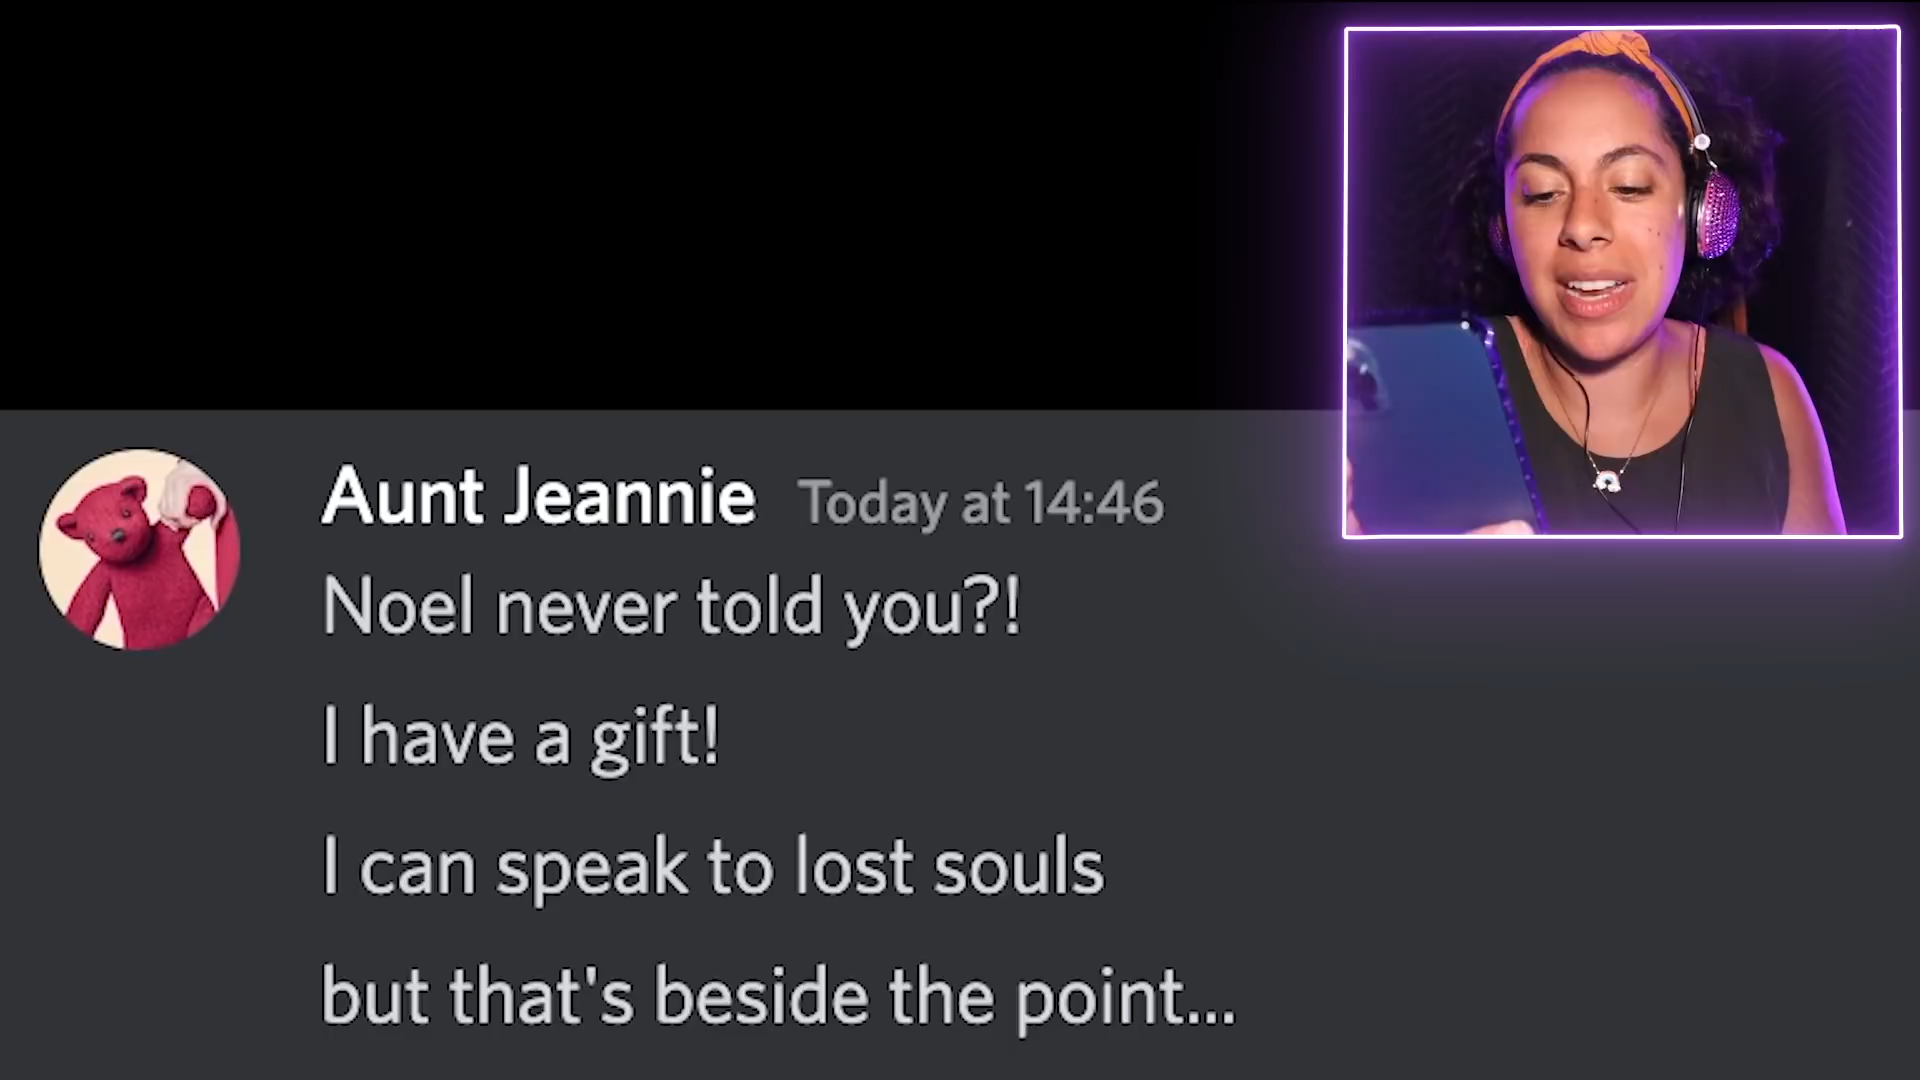 Aunt Jeannie Today at 14:46
Noel never told you?!
I have a gift!
I can speak to lost souls
but that's beside the point...